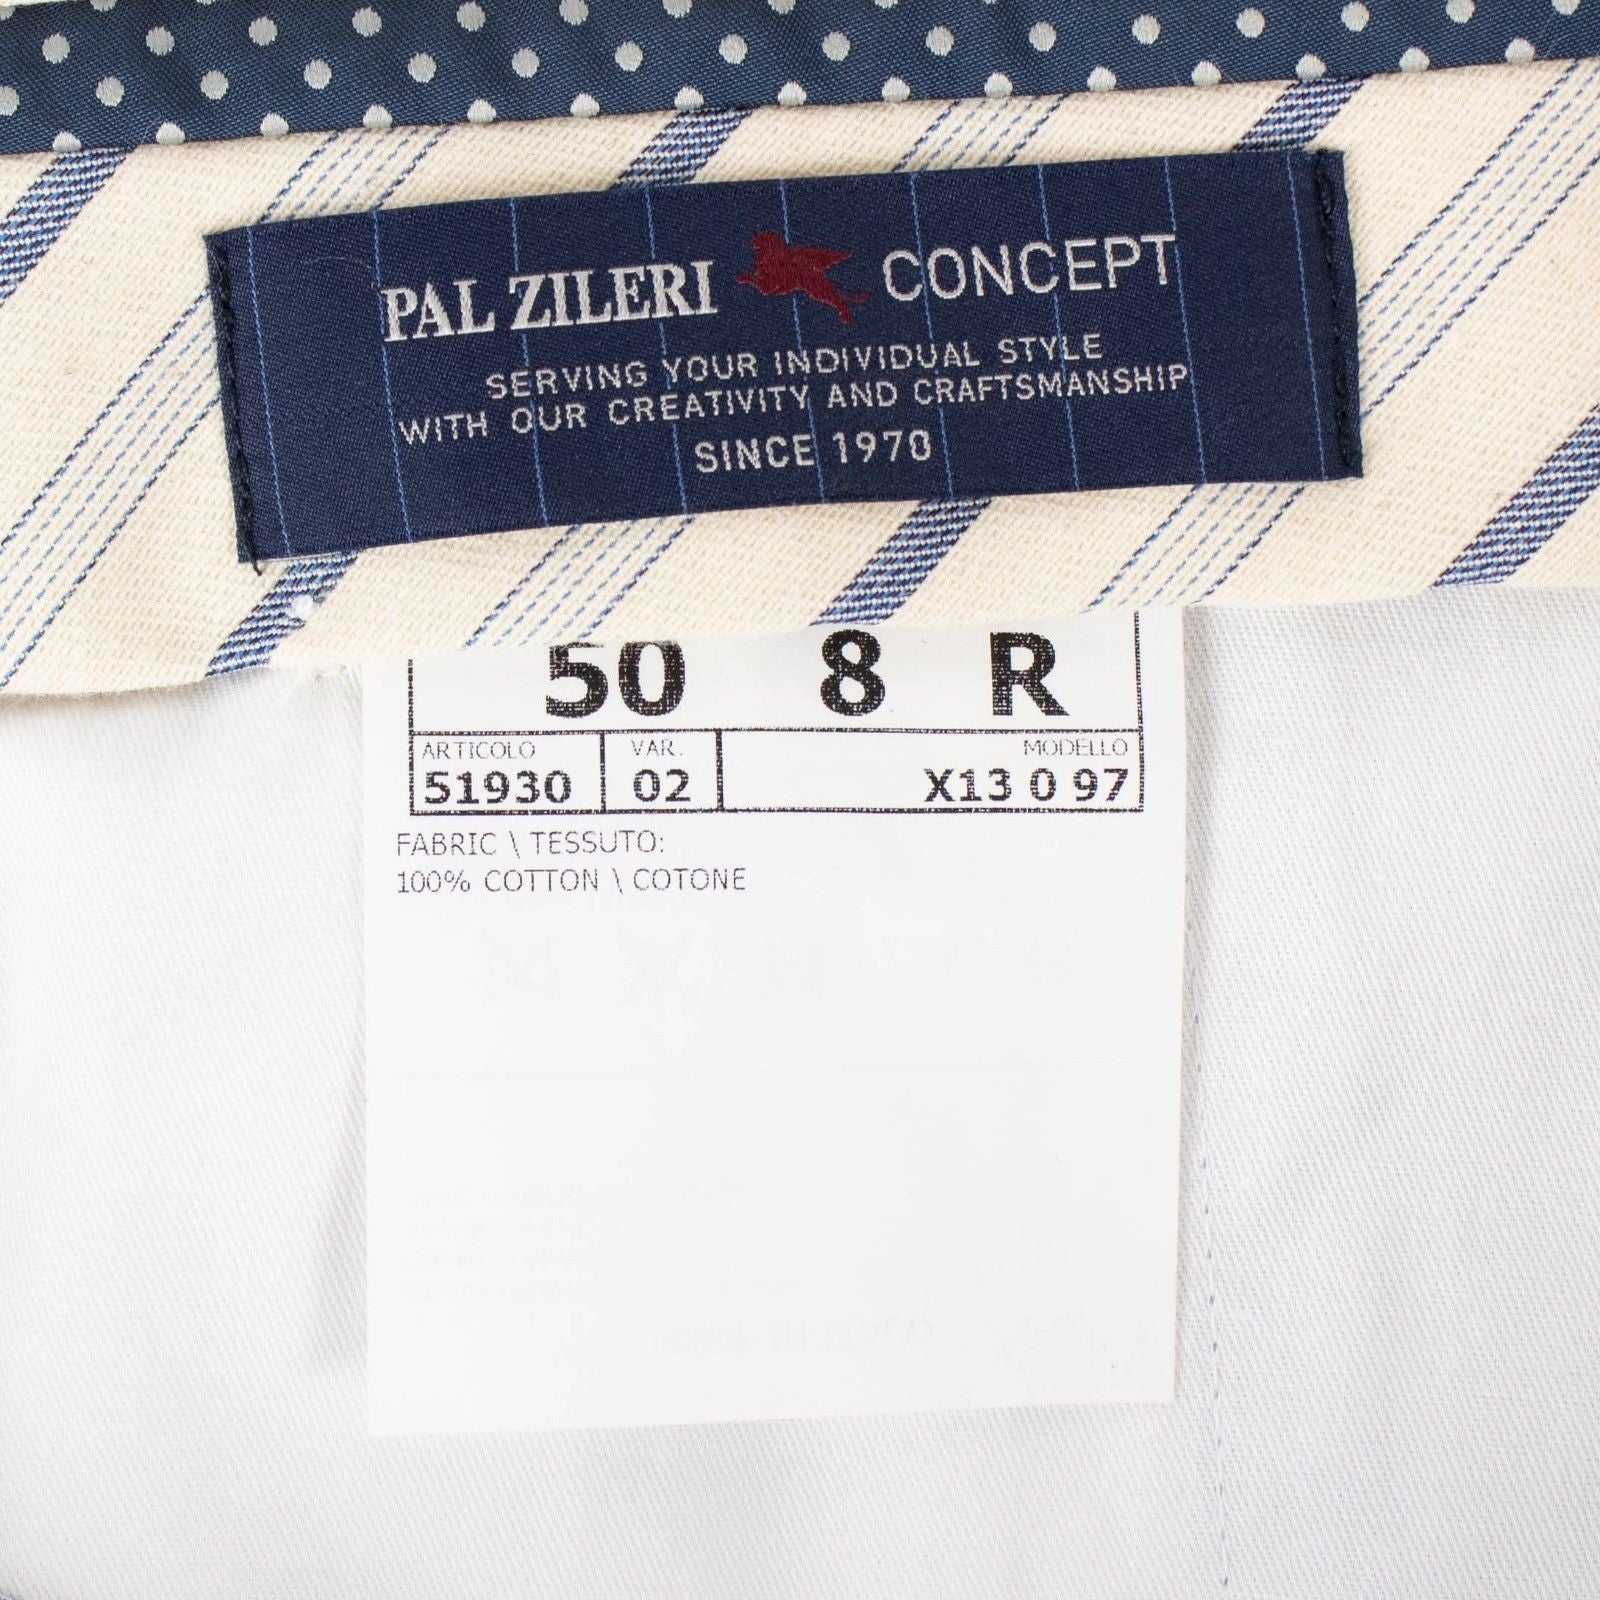 PAL ZILERI CONCEPT
SERVING YOUR INDIVIDUAL STYLE
WITH OUR CREATIVITY AND CRAFTSMANSHIP
SINCE 1970
50 8 R
ARTICOLO VAR. MODELLO
51930 02 X13 0 97
FABRIC \ TESSUTO:
100% COTTON \ COTONE